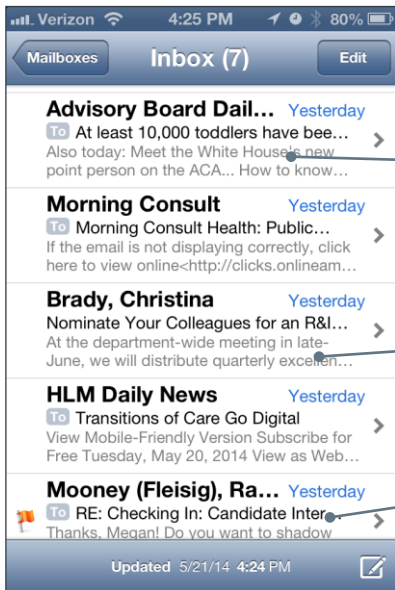 Verizon 4:25 PM 80%
Mailboxes Inbox (7) Edit
Advisory Board Dail... Yesterday
To At least 10,000 toddlers have bee...
Also today: Meet the White House's new
point person on the ACA... How to know...
Morning Consult Yesterday
To Morning Consult Health: Public...
If the email is not displaying correctly, click
here to view online<http://clicks.onlineam...
Brady, Christina Yesterday
Nominate Your Colleagues for an R&I...
At the department-wide meeting in late-
June, we will distribute quarterly excellen...
HLM Daily News Yesterday
To Transitions of Care Go Digital
View Mobile-Friendly Version Subscribe for
Free Tuesday, May 20, 2014 View as Web...
Mooney (Fleisig), Ra... Yesterday
To RE: Checking In: Candidate Inter...
Thanks, Megan! Do you want to shadow
Updated 5/21/14 4:24 PM